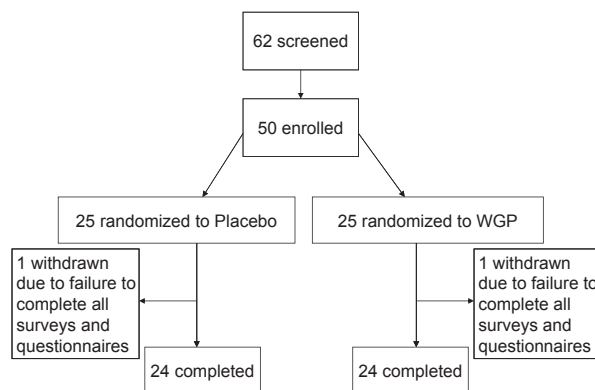 62 screened
50 enrolled
25 randomized to Placebo
25 randomized to WGP
1 withdrawn
due to failure to
complete all
surveys and
questionnaires
1 withdrawn
due to failure to
complete all
surveys and
questionnaires
24 completed
24 completed